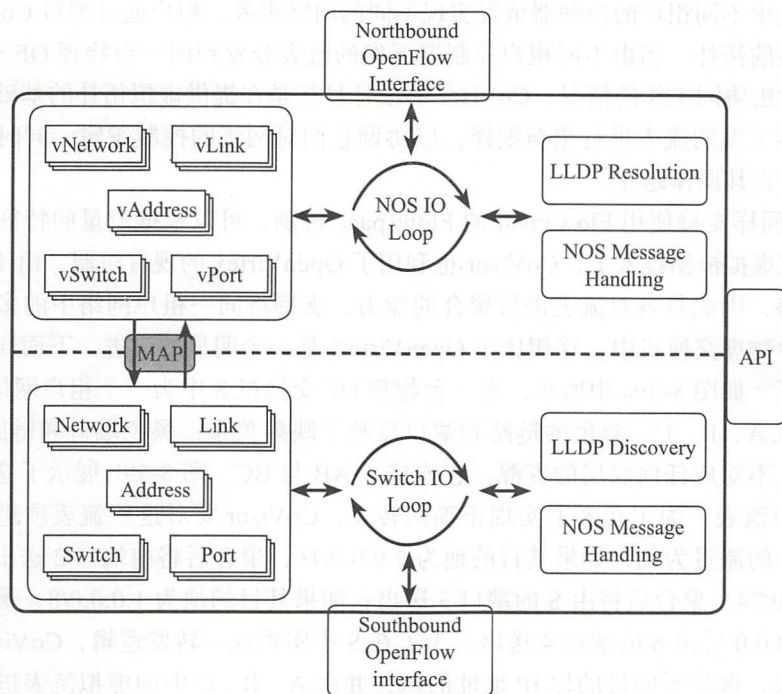 Northbound
OpenFlow
Interface
vNetwork
vLink
vAddress
vSwitch
vPort
NOS IO
Loop
LLDP Resolution
NOS Message
Handling
MAP
API
Network
Link
Address
Switch
Port
Switch IO
Loop
LLDP Discovery
NOS Message
Handling
Southbound
OpenFlow
interface